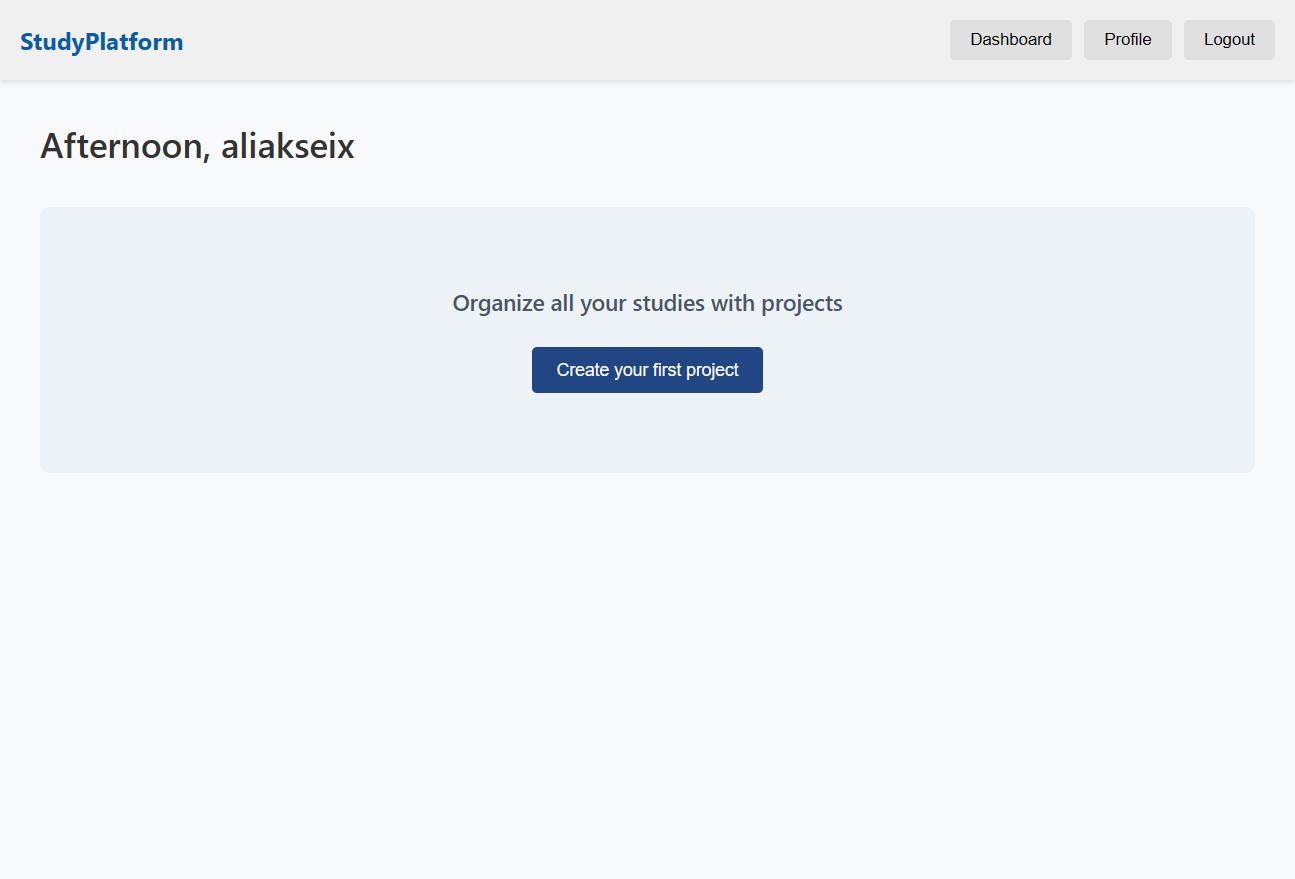 StudyPlatform
Dashboard
Profile
Logout
Afternoon, aliakseix
Organize all your studies with projects
Create your first project